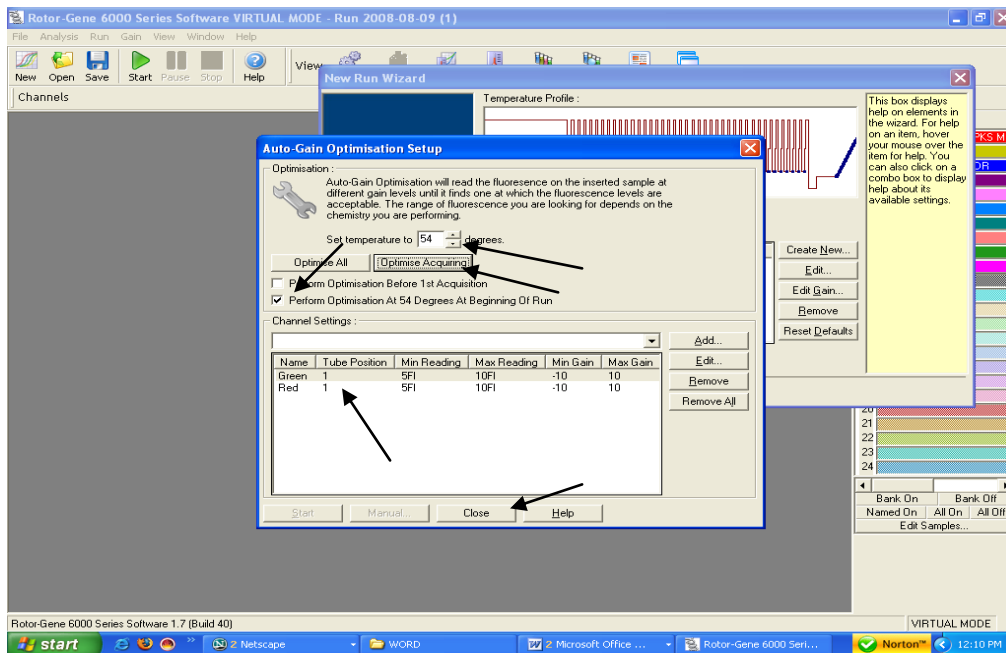 Rotor-Gene 6000 Series Software VIRTUAL MODE - Run 2008-08-09 (1)
File Analysis Run Gain View Window Help
New Open Save Start Pause Stop Help View
Channels
New Run Wizard
Temperature Profile :
This box displays
help on elements in
the wizard. For help
on an item, hover
your mouse over the
item for help. You
can also click on a
combo box to display
help about its
available settings.
Create New...
Edit...
Edit Gain...
Remove
Reset Defaults
Auto-Gain Optimisation Setup
Optimisation :
Auto-Gain Optimisation will read the fluoresence on the inserted sample at
different gain levels until it finds one at which the fluorescence levels are
acceptable. The range of fluorescence you are looking for depends on the
chemistry you are performing.
Set temperature to 54 degrees.
Optimise All Optimise Acquiring
Perform Optimisation Before 1st Acquisition
Perform Optimisation At 54 Degrees At Beginning Of Run
Channel Settings :
Add...
Edit...
Remove
Remove All
Name Tube Position Min Reading Max Reading Min Gain Max Gain
Green 1 5Fl 10Fl -10 10
Red 1 5Fl 10Fl -10 10
Start Manual... Close Help
20
21
22
23
24
Bank On Bank Off
Named On All On All Off
Edit Samples...
Rotor-Gene 6000 Series Software 1.7 (Build 40) VIRTUAL MODE
start 2 Netscape WORD 2 Microsoft Office ... Rotor-Gene 6000 Seri... Norton™ 12:10 PM